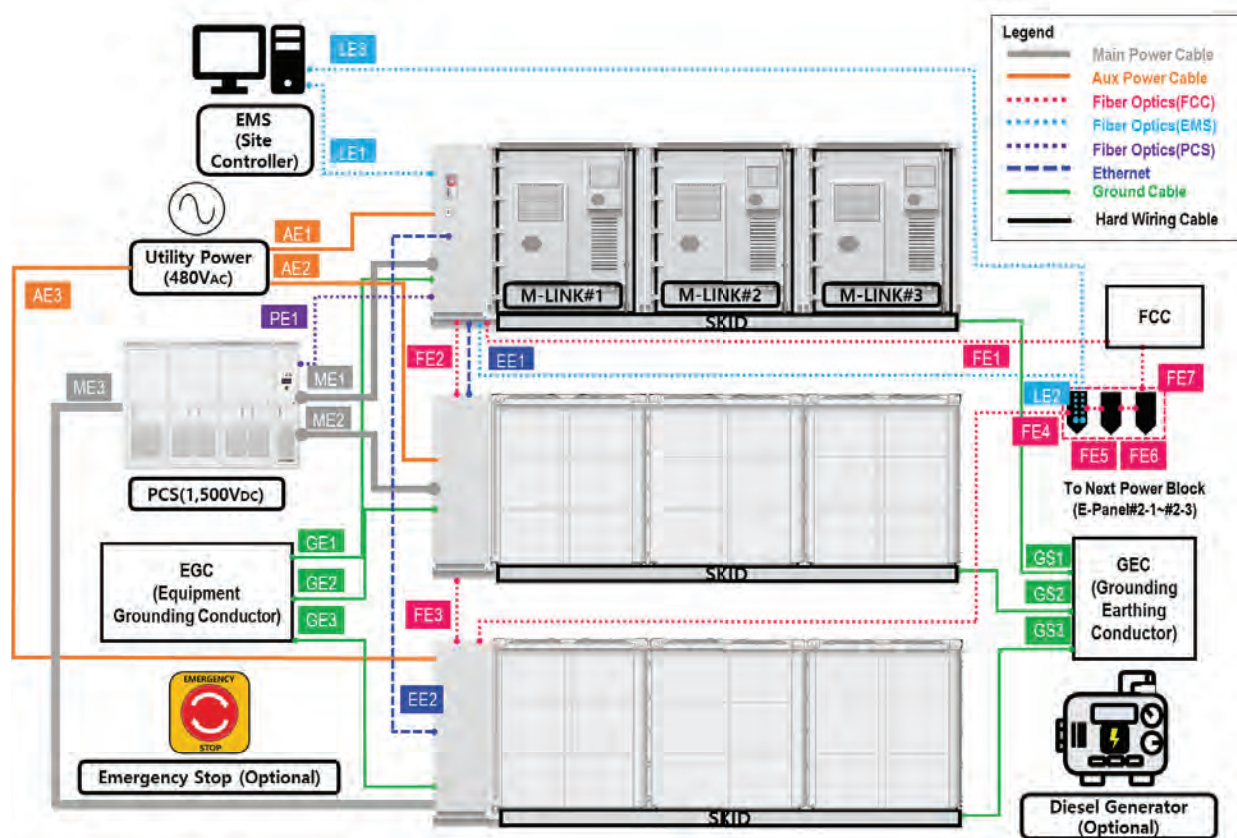 Legend
Main Power Cable
Aux Power Cable
Fiber Optics(FCC)
Fiber Optics(EMS)
Fiber Optics(PCS)
Ethernet
Ground Cable
Hard Wiring Cable
LE3
EMS
(Site
Controller)
LE1
AE1
Utility Power
(480VAC)
AE2
AE3
PE1
M-LINK#1
M-LINK#2
M-LINK#3
SKID
FCC
FE2
EE1
FE1
ME3
ME1
ME2
FE7
LE2
FE4
FE5
FE6
PCS(1,500VDC)
To Next Power Block
(E-Panel#2-1~#2-3)
GE1
EGC
(Equipment
Grounding Conductor)
GE2
GE3
SKID
GS1
GEC
(Grounding
Earthing
Conductor)
GS2
GS3
FE3
EMERGENCY
STOP
EE2
Emergency Stop (Optional)
SKID
Diesel Generator
(Optional)